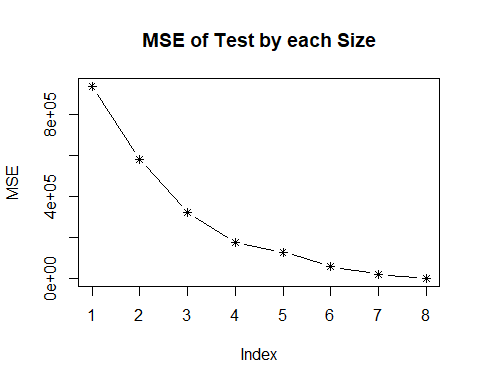 MSE of Test by each Size
MSE
8e+05
4e+05
0e+00
1 2 3 4 5 6 7 8
Index